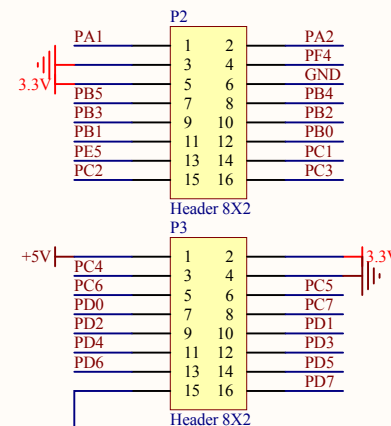 P2
PA1 1 2 PA2
3 4 PF4
3.3V 5 6 GND
PB5 7 8 PB4
PB3 9 10 PB2
PB1 11 12 PB0
PE5 13 14 PC1
PC2 15 16 PC3
Header 8X2
P3
+5V 1 2 3.3V
PC4 3 4
PC6 5 6 PC5
PD0 7 8 PC7
PD2 9 10 PD1
PD4 11 12 PD3
PD6 13 14 PD5
15 16 PD7
Header 8X2